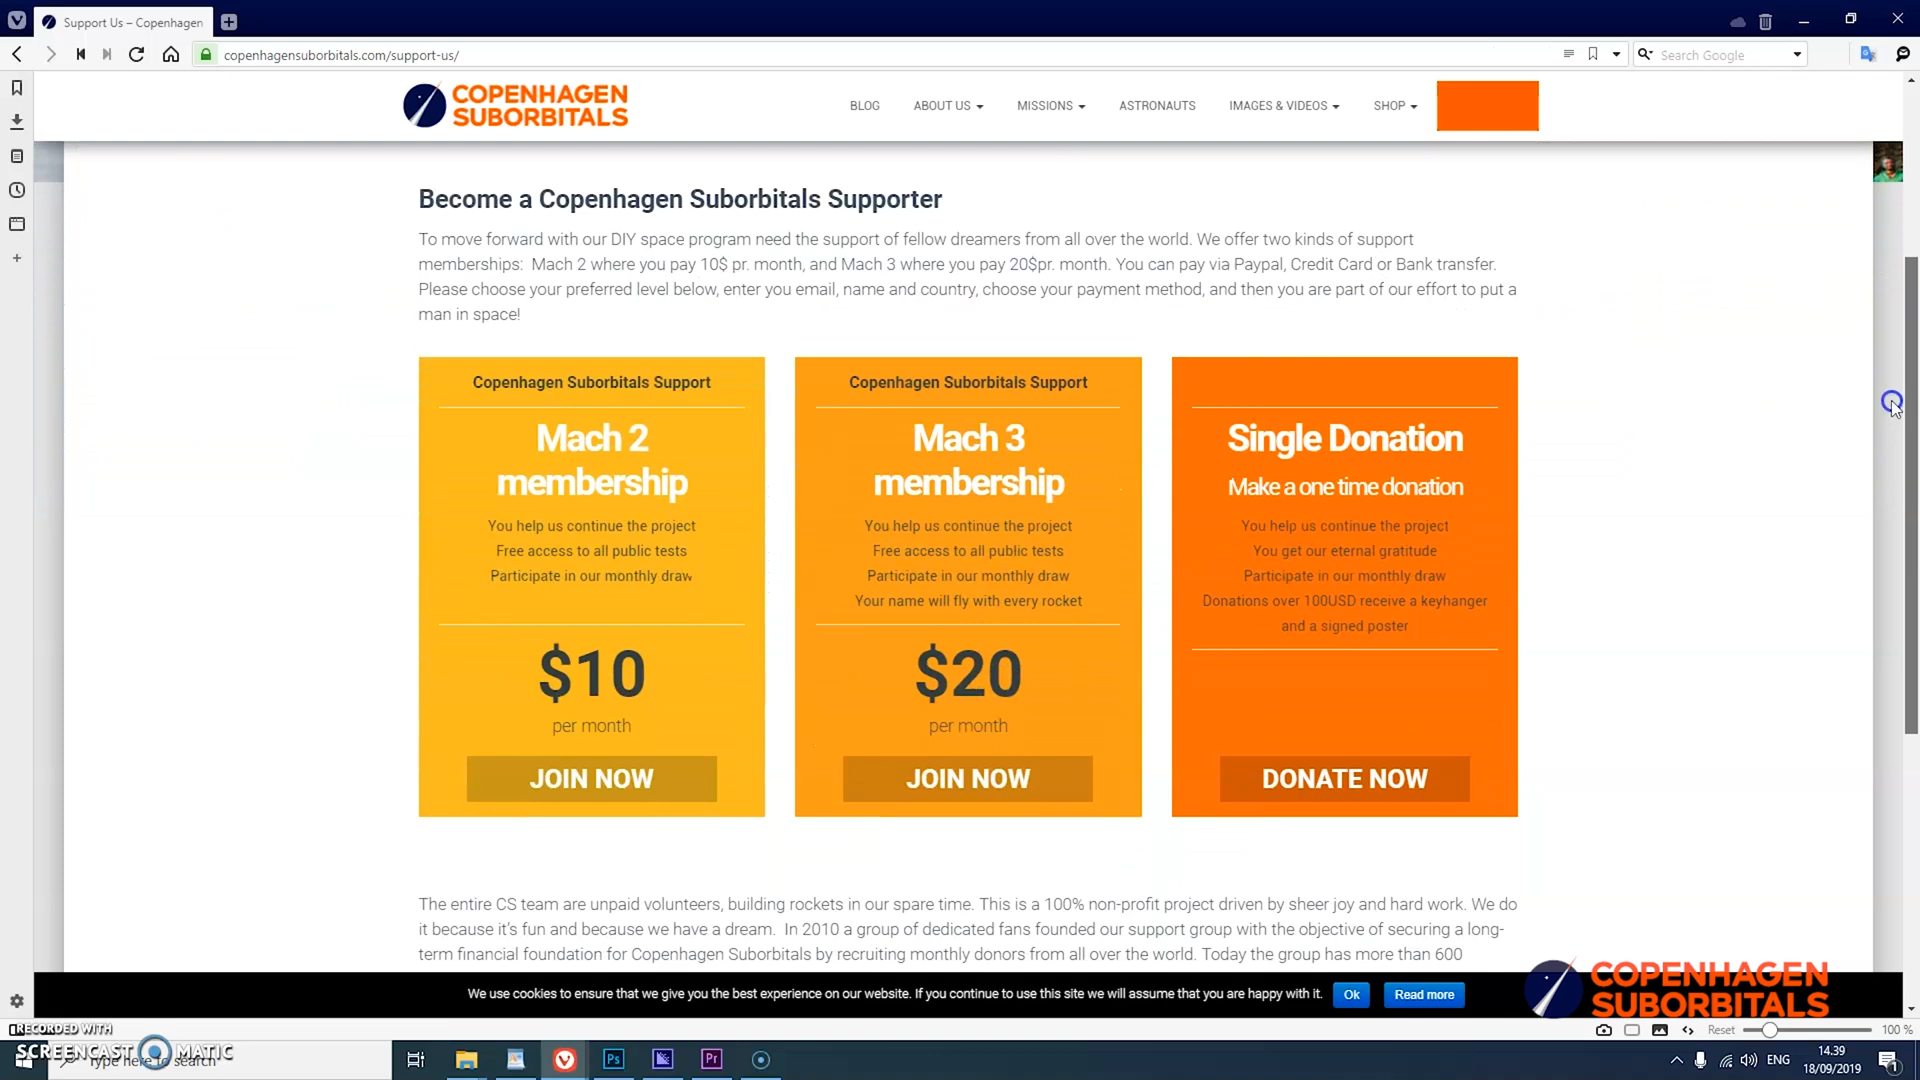 Support Us – Copenhagen
copenhagensuborbitals.com/support-us/
Search Google
COPENHAGEN
SUBORBITALS
BLOG
ABOUT US
MISSIONS
ASTRONAUTS
IMAGES & VIDEOS
SHOP
Become a Copenhagen Suborbitals Supporter
To move forward with our DIY space program need the support of fellow dreamers from all over the world. We offer two kinds of support
memberships:  Mach 2 where you pay 10$ pr. month, and Mach 3 where you pay 20$pr. month. You can pay via Paypal, Credit Card or Bank transfer.
Please choose your preferred level below, enter you email, name and country, choose your payment method, and then you are part of our effort to put a
man in space!
Copenhagen Suborbitals Support
Mach 2
membership
You help us continue the project
Free access to all public tests
Participate in our monthly draw
$10
per month
JOIN NOW
Copenhagen Suborbitals Support
Mach 3
membership
You help us continue the project
Free access to all public tests
Participate in our monthly draw
Your name will fly with every rocket
$20
per month
JOIN NOW
Single Donation
Make a one time donation
You help us continue the project
You get our eternal gratitude
Participate in our monthly draw
Donations over 100USD receive a keyhanger
and a signed poster
DONATE NOW
The entire CS team are unpaid volunteers, building rockets in our spare time. This is a 100% non-profit project driven by sheer joy and hard work. We do
it because it's fun and because we have a dream.  In 2010 a group of dedicated fans founded our support group with the objective of securing a long-
term financial foundation for Copenhagen Suborbitals by recruiting monthly donors from all over the world. Today the group has more than 600
We use cookies to ensure that we give you the best experience on our website. If you continue to use this site we will assume that you are happy with it.
Ok
Read more
COPENHAGEN
SUBORBITALS
Reset
100 %
RECORDED WITH
SCREENCAST MATIC
Type here to search
Ps
Pr
ENG
14.39
18/09/2019
1